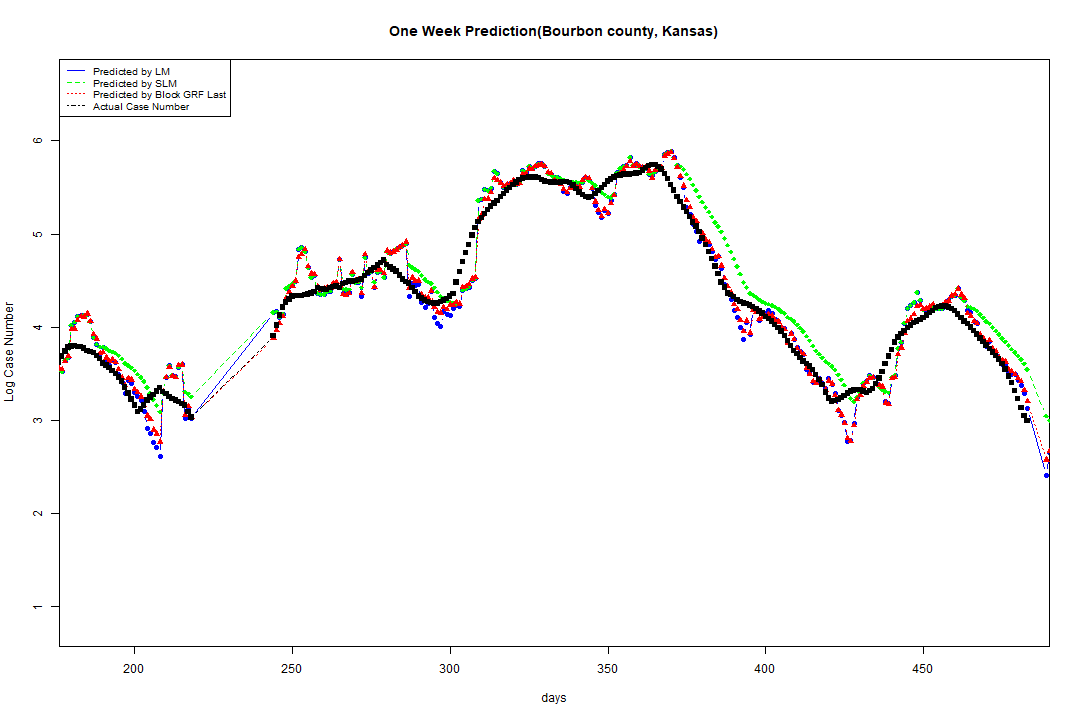 One Week Prediction(Bourbon county, Kansas)
Predicted by LM
Predicted by SLM
Predicted by Block GRF Last
Actual Case Number
Log Case Number
6
5
4
3
2
1
200 250 300 350 400 450
days